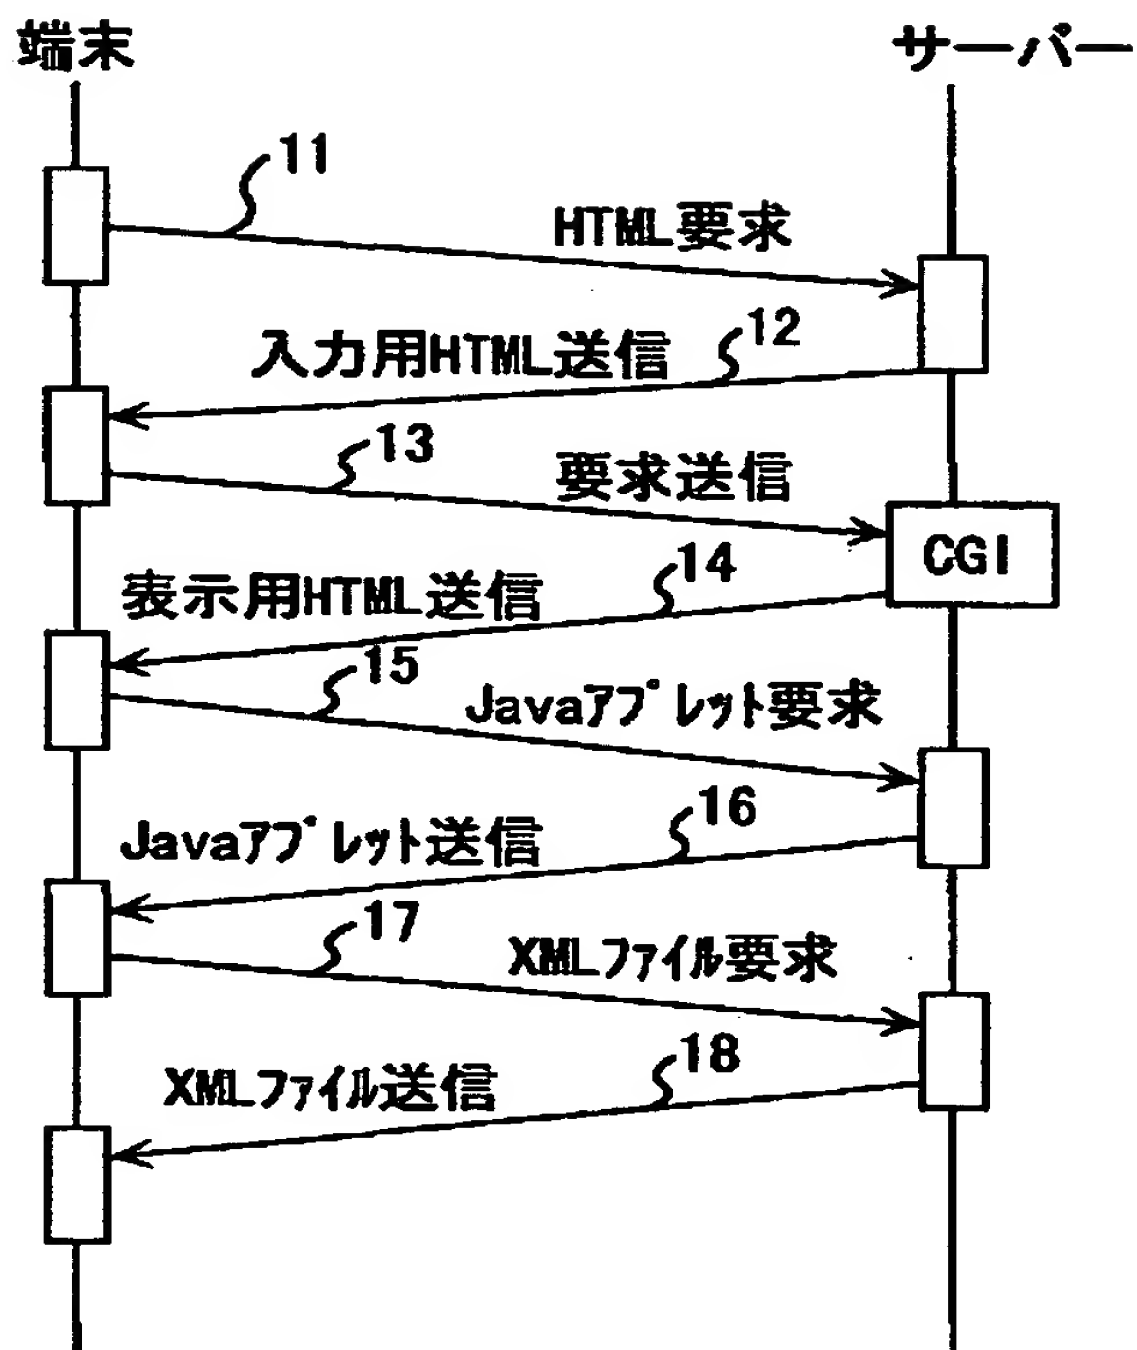 端末
サーバー
11
HTML要求
12
入力用HTML送信
13
要求送信
CGI
14
表示用HTML送信
15
Javaアプレット要求
16
Javaアプレット送信
17
XMLファイル要求
18
XMLファイル送信